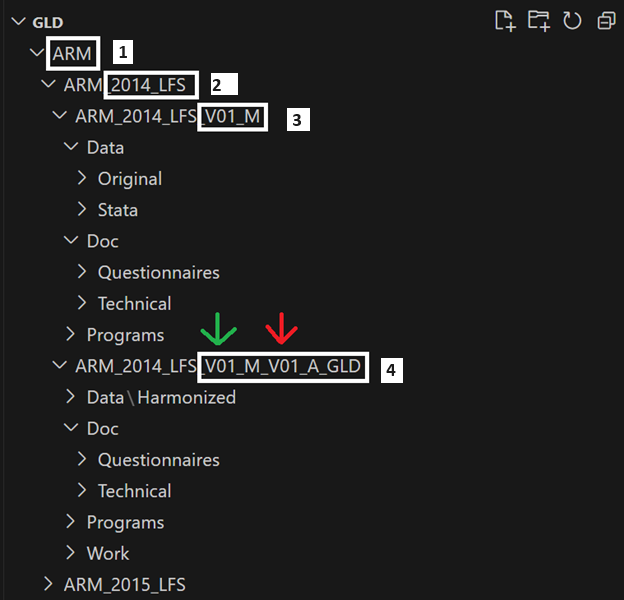 GLD
ARM 1
ARM_2014_LFS 2
ARM_2014_LFS_V01_M 3
Data
Original
Stata
Doc
Questionnaires
Technical
Programs
ARM_2014_LFS_V01_M_V01_A_GLD 4
Data\Harmonized
Doc
Questionnaires
Technical
Programs
Work
ARM_2015_LFS